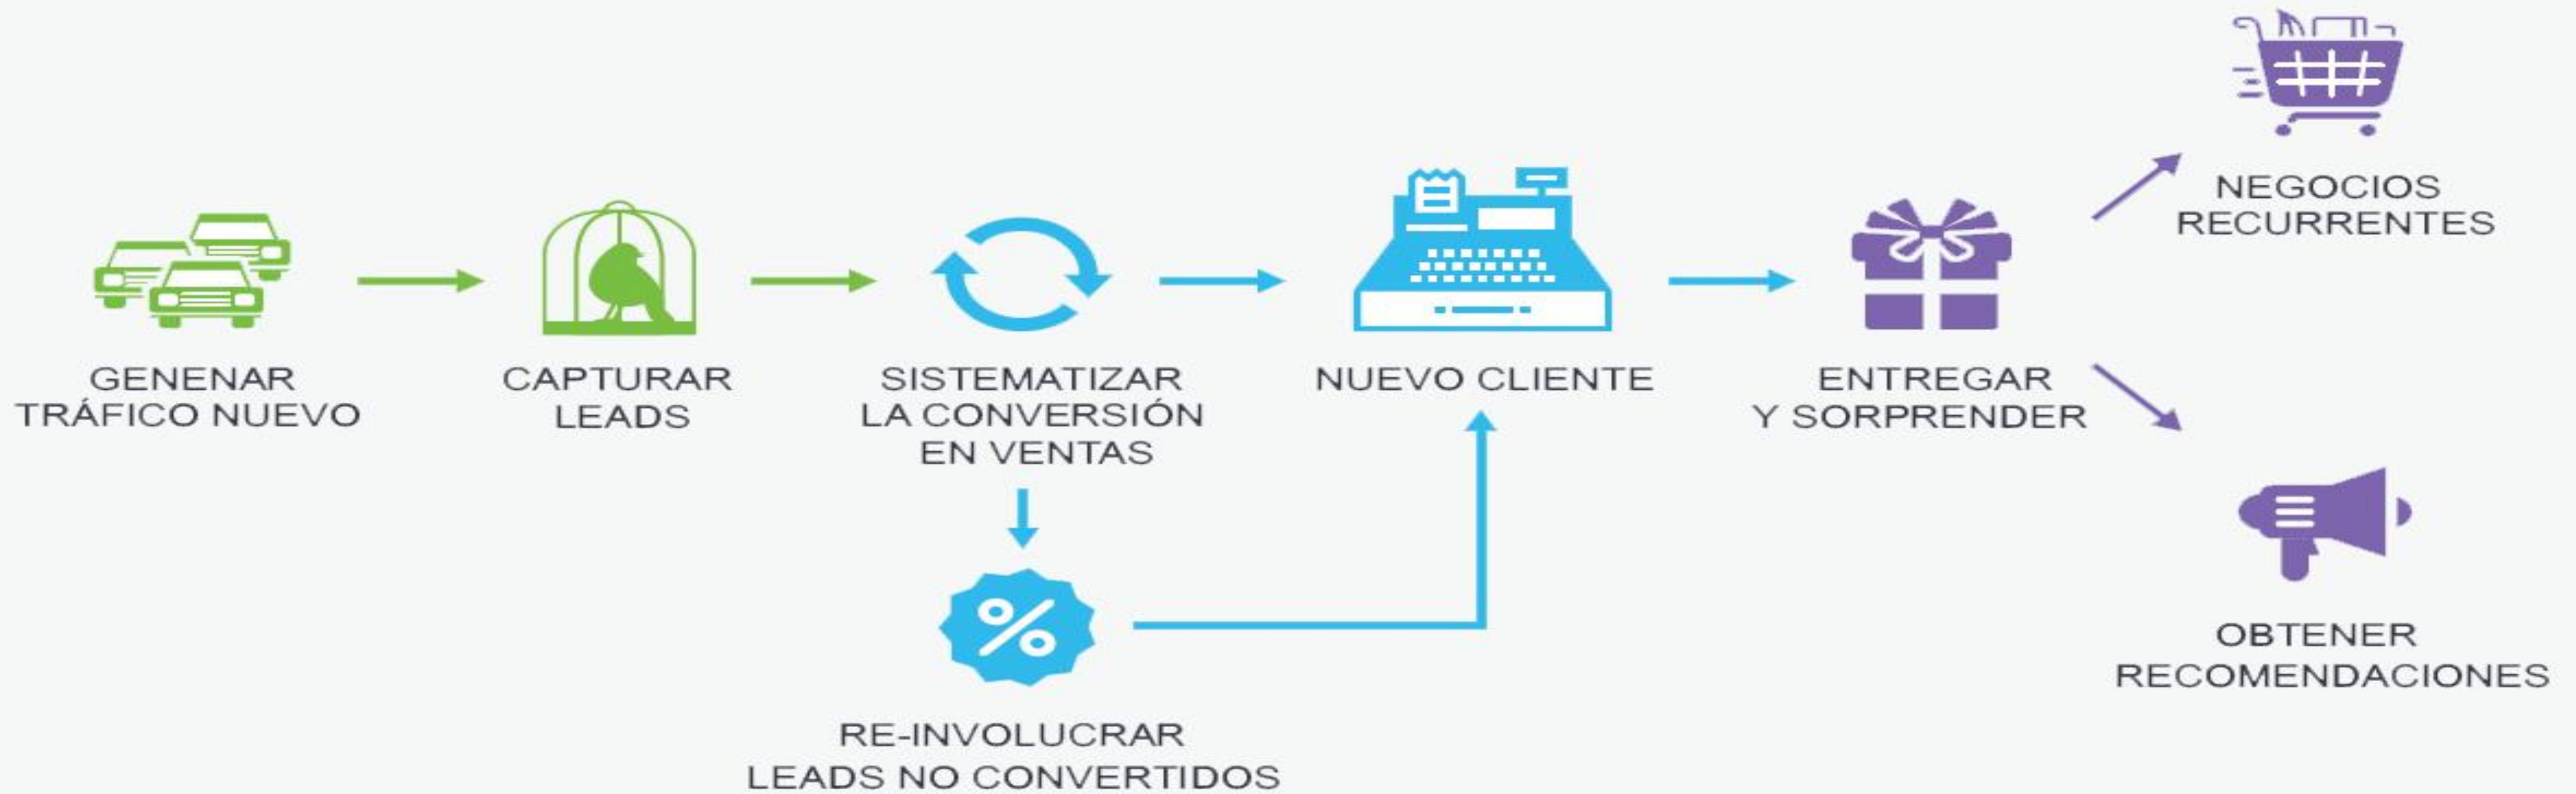 GENENAR
TRÁFICO NUEVO
CAPTURAR
LEADS
SISTEMATIZAR
LA CONVERSIÓN
EN VENTAS
NUEVO CLIENTE
ENTREGAR
Y SORPRENDER
NEGOCIOS
RECURRENTES
OBTENER
RECOMENDACIONES
%
RE-INVOLUCRAR
LEADS NO CONVERTIDOS